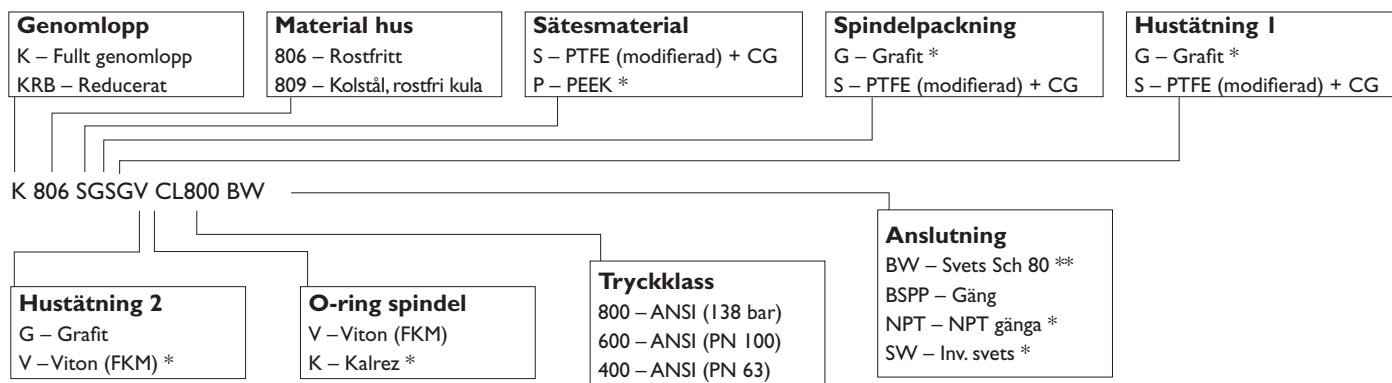 Genomlopp
K – Fullt genomlopp
KRB – Reducerat
Material hus
806 – Rostfritt
809 – Kolstål, rostfri kula
Sätesmaterial
S – PTFE (modifierad) + CG
P – PEEK *
Spindelpackning
G – Grafit *
S – PTFE (modifierad) + CG
Hustätning 1
G – Grafit *
S – PTFE (modifierad) + CG
K 806 SGSGV CL800 BW
Hustätning 2
G – Grafit
V – Viton (FKM) *
O-ring spindel
V – Viton (FKM)
K – Kalrez *
Tryckklass
800 – ANSI (138 bar)
600 – ANSI (PN 100)
400 – ANSI (PN 63)
Anslutning
BW – Svets Sch 80 **
BSPP – Gäng
NPT – NPT gänga *
SW – Inv. svets *